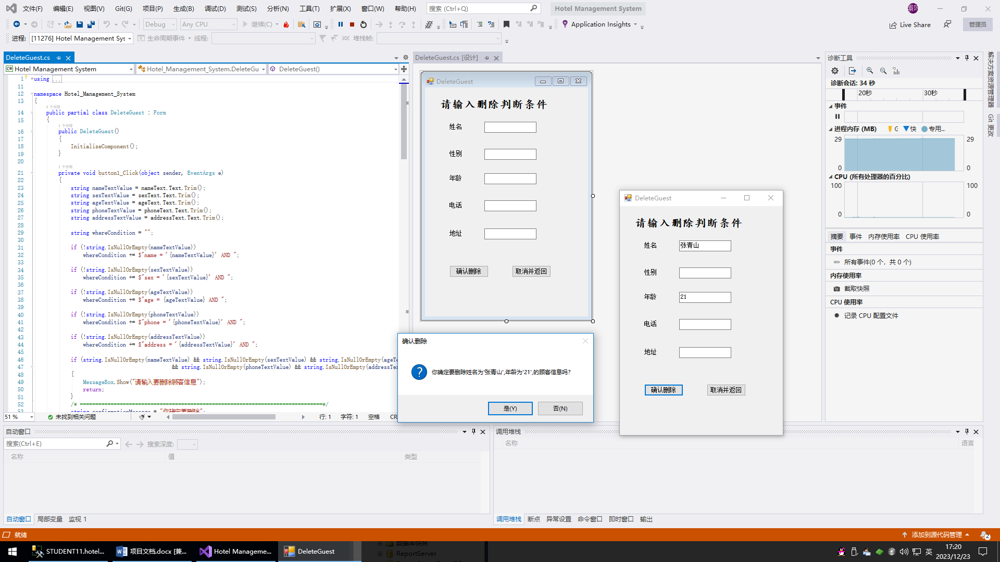 文件(F) 编辑(E) 视图(V) Git(G) 项目(P) 生成(B) 调试(D) 测试(S) 分析(N) 工具(T) 扩展(X) 窗口(W) 帮助(H) 搜索 (Ctrl+Q) Hotel Management System
Debug Any CPU 继续(C) Application Insights Live Share 管理员
进程: [11276] Hotel Management Sys 生命周期事件 线程: 堆栈帧:
DeleteGuest.cs
Hotel Management System Hotel_Management_System.DeleteGu DeleteGuest()
1 using ...
11
12 namespace Hotel_Management_System
13 {
14 public partial class DeleteGuest : Form
15 {
1 个引用
16 public DeleteGuest()
17 {
18 InitializeComponent();
19 }
20
1 个引用
21 private void button1_Click(object sender, EventArgs e)
22 {
23 string nameTextValue = nameText.Text.Trim();
24 string sexTextValue = sexText.Text.Trim();
25 string ageTextValue = ageText.Text.Trim();
26 string phoneTextValue = phoneText.Text.Trim();
27 string addressTextValue = addressText.Text.Trim();
28
29 string whereCondition = "";
30
31 if (!string.IsNullOrEmpty(nameTextValue))
32 whereCondition += $"name = '{nameTextValue}' AND ";
33
34 if (!string.IsNullOrEmpty(sexTextValue))
35 whereCondition += $"sex = '{sexTextValue}' AND ";
36
37 if (!string.IsNullOrEmpty(ageTextValue))
38 whereCondition += $"age = {ageTextValue} AND ";
39
40 if (!string.IsNullOrEmpty(phoneTextValue))
41 whereCondition += $"phone = '{phoneTextValue}' AND ";
42
43 if (!string.IsNullOrEmpty(addressTextValue))
44 whereCondition += $"address = '{addressTextValue}' AND ";
45
46 if (string.IsNullOrEmpty(nameTextValue) && string.IsNullOrEmpty(sexTextValue) && string.IsNullOrEmpty(ageTe
47 && string.IsNullOrEmpty(phoneTextValue) && string.IsNullOrEmpty(addressTex
48 {
49 MessageBox.Show("请输入要删除顾客信息");
50 return;
51 }
52 /* ================================================================================*/
53 string confirmationMessage = "你确定要删除";
51 % 未找到相关问题 行: 1 字符: 1 空格 CR
DeleteGuest.cs [设计]
DeleteGuest
请输入删除判断条件
姓名
性别
年龄
电话
地址
确认删除 取消并返回
DeleteGuest
请输入删除判断条件
姓名 张青山
性别
年龄 21
电话
地址
确认删除 取消并返回
确认删除
你确定要删除姓名为'张青山',年龄为'21',的顾客信息吗?
是(Y) 否(N)
诊断工具
诊断会话: 34 秒
20秒 30秒
事件
进程内存 (MB) G 快 专用...
29 29
0 0
CPU (所有处理器的百分比)
100 100
0 0
摘要 事件 内存使用率 CPU 使用率
事件
所有事件(0 个，共 0 个)
内存使用率
截取快照
CPU 使用率
记录 CPU 配置文件
解决方案资源管理器
Git 更改
自动窗口
搜索(Ctrl+E) 搜索深度:
名称 值 类型
自动窗口 局部变量 监视 1
调用堆栈
名称 语言
调用堆栈 断点 异常设置 命令窗口 即时窗口 输出
就绪 添加到源代码管理 2
STUDENT11.hotel... 项目文档.docx [兼... Hotel Manageme... DeleteGuest
数据库快照
ReportServer
英 17:20
2023/12/23